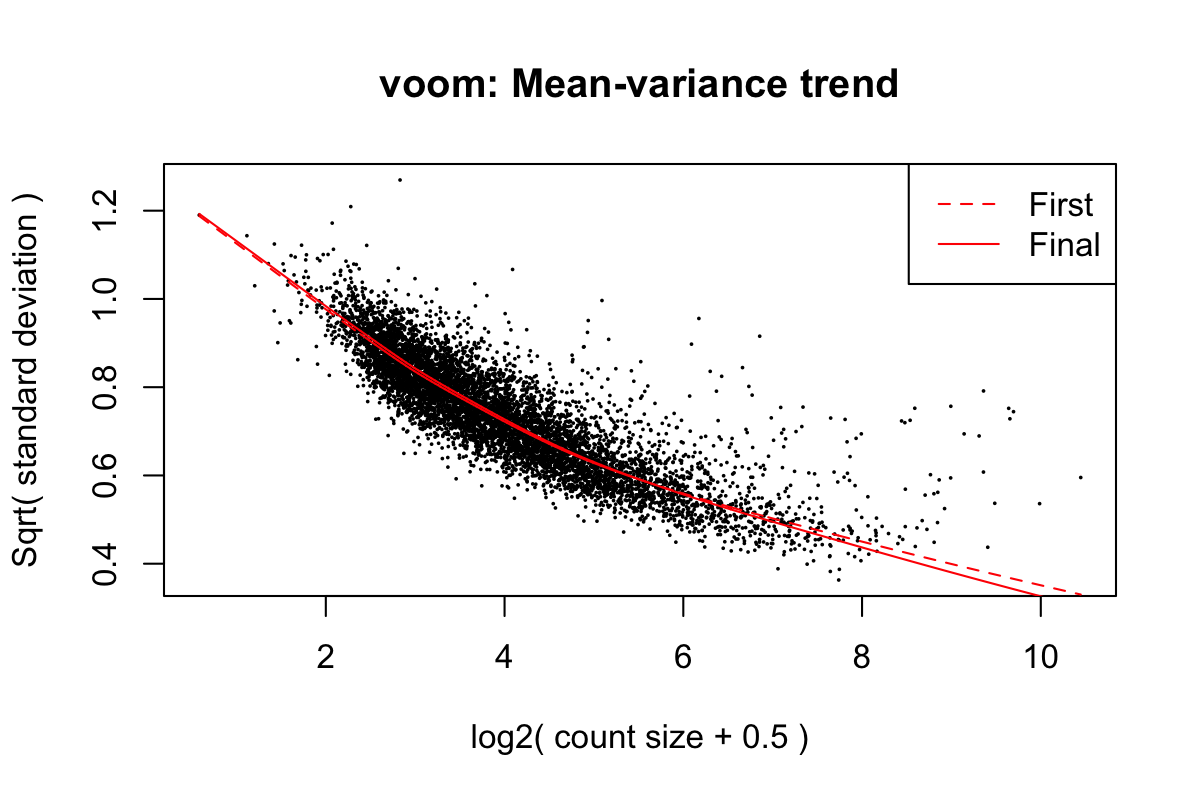 voom: Mean-variance trend
First
Final
Sqrt( standard deviation )
1.2
1.0
0.8
0.6
0.4
2 4 6 8 10
log2( count size + 0.5 )